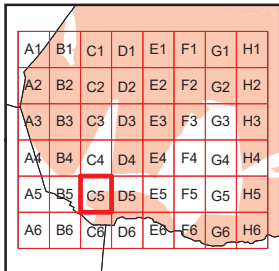 A1 B1 C1 D1 E1 F1 G1 H1
A2 B2 C2 D2 E2 F2 G2 H2
A3 B3 C3 D3 E3 F3 G3 H3
A4 B4 C4 D4 E4 F4 G4 H4
A5 B5 C5 D5 E5 F5 G5 H5
A6 B6 C6 D6 E6 F6 G6 H6